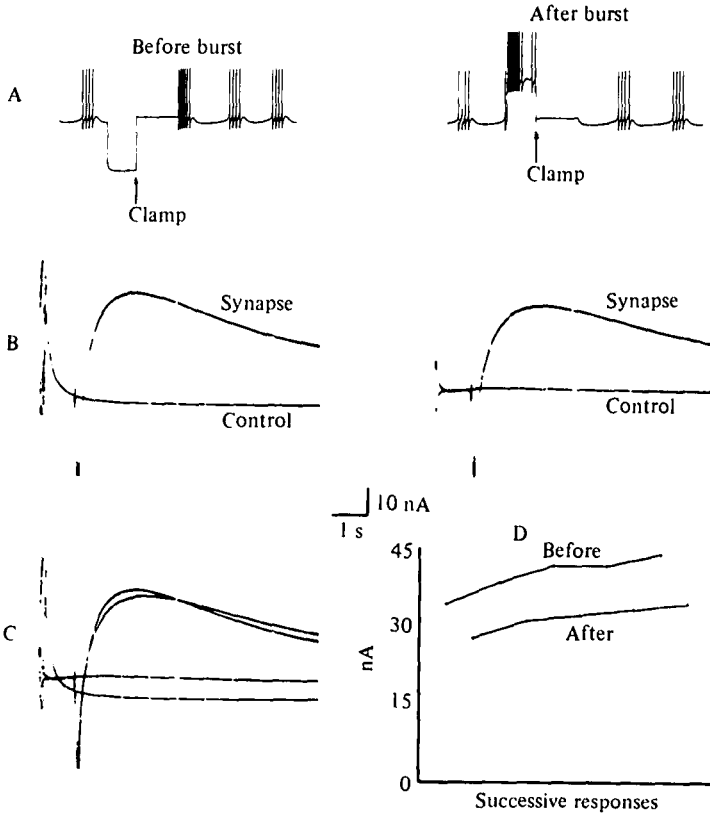 Before burst
After burst
A
Clamp
Clamp
B
Synapse
Control
Synapse
Control
10 nA
1 s
C
D
45
30
15
0
nA
Before
After
Successive responses